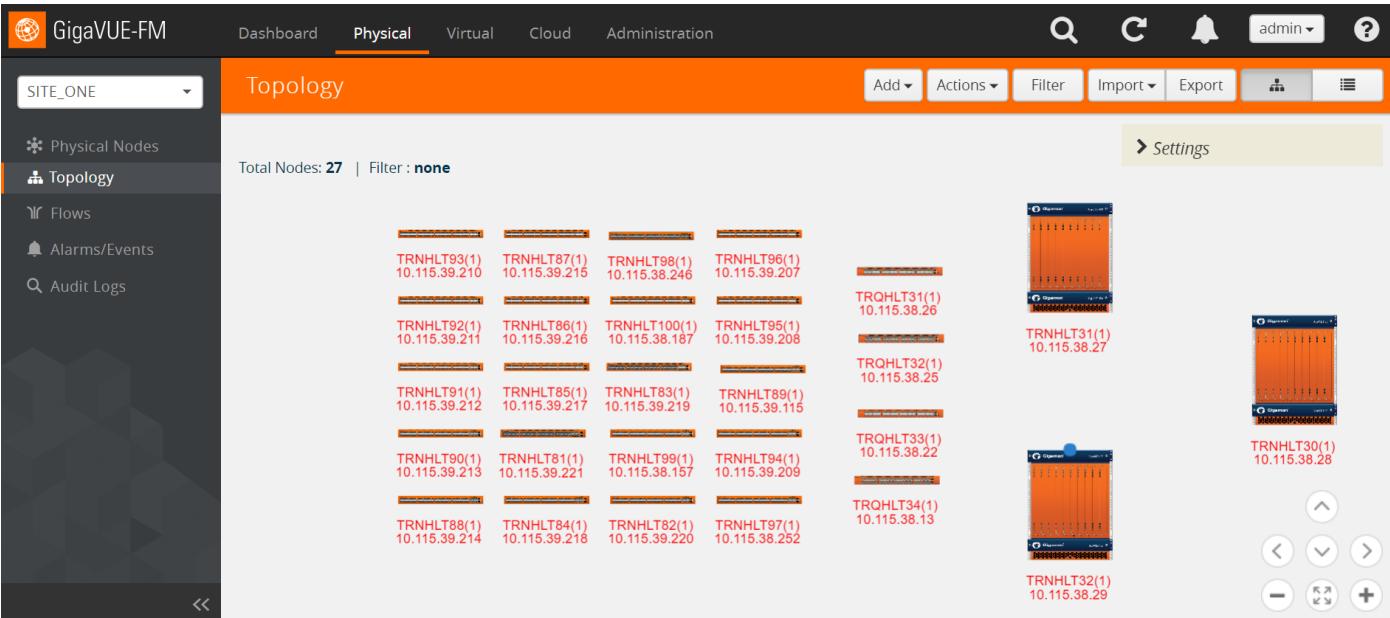 GigaVUE-FM
Dashboard Physical Virtual Cloud Administration
admin
SITE_ONE
Topology
Add Actions Filter Import Export
Physical Nodes
Topology
Flows
Alarms/Events
Audit Logs
Settings
Total Nodes: 27 | Filter : none
TRNHLT93(1)
10.115.39.210
TRNHLT87(1)
10.115.39.215
TRNHLT98(1)
10.115.38.246
TRNHLT96(1)
10.115.39.207
TRNHLT92(1)
10.115.39.211
TRNHLT86(1)
10.115.39.216
TRNHLT100(1)
10.115.38.187
TRNHLT95(1)
10.115.39.208
TRNHLT91(1)
10.115.39.212
TRNHLT85(1)
10.115.39.217
TRNHLT83(1)
10.115.39.219
TRNHLT89(1)
10.115.39.115
TRNHLT90(1)
10.115.39.213
TRNHLT81(1)
10.115.39.221
TRNHLT99(1)
10.115.38.157
TRNHLT94(1)
10.115.39.209
TRNHLT88(1)
10.115.39.214
TRNHLT84(1)
10.115.39.218
TRNHLT82(1)
10.115.39.220
TRNHLT97(1)
10.115.38.252
TRQHLT31(1)
10.115.38.26
TRQHLT32(1)
10.115.38.25
TRQHLT33(1)
10.115.38.22
TRQHLT34(1)
10.115.38.13
Gigamon
Gigamon
TRNHLT31(1)
10.115.38.27
Gigamon
Gigamon
TRNHLT32(1)
10.115.38.29
Gigamon
Gigamon
TRNHLT30(1)
10.115.38.28